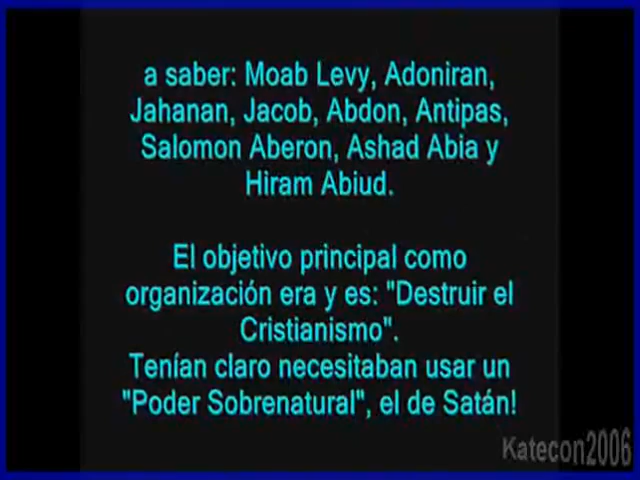 a saber: Moab Levy, Adoniran,
Jahanan, Jacob, Abdon, Antipas,
Salomon Aberon, Ashad Abia y
Hiram Abiud.
El objetivo principal como
organización era y es: "Destruir el
Cristianismo".
Tenían claro necesitaban usar un
"Poder Sobrenatural", el de Satán!
Katecon2006